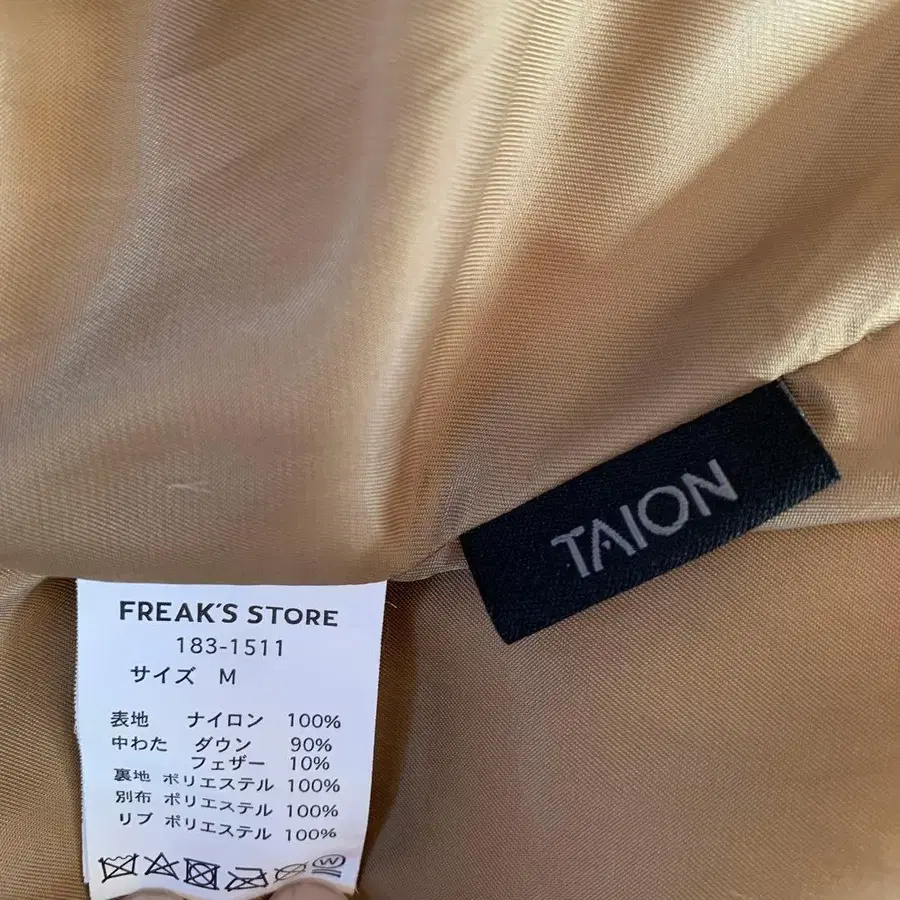 TAION
FREAK'S STORE
183-1511
サイズ M
表地 ナイロン 100%
中わた ダウン 90%
フェザー 10%
裏地 ポリエステル 100%
別布 ポリエステル 100%
リブ ポリエステル 100%
W